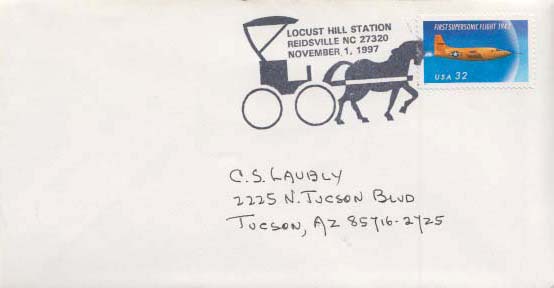 LOCUST HILL STATION
REIDSVILLE NC 27320
NOVEMBER 1, 1997
FIRST SUPERSONIC FLIGHT 1947
USA 32
C.S. LAUBLY
2225 N. TUCSON BLVD
TUCSON, AZ 85716-2725